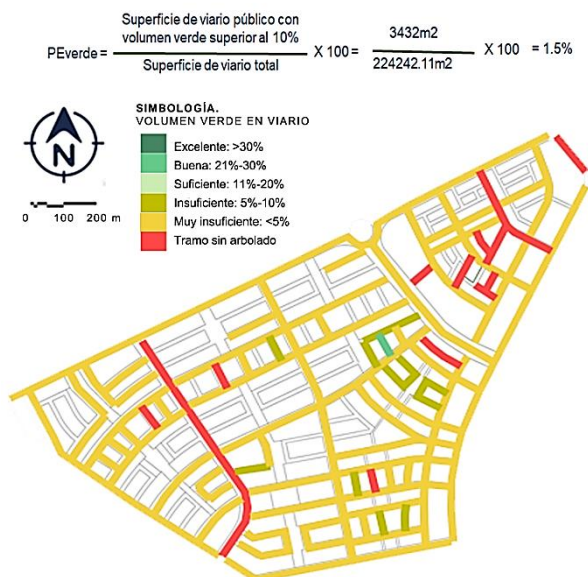 Superficie de viario público con
volumen verde superior al 10%
PEverde =
Superficie de viario total
X 100 =
3432m2
224242.11m2
X 100 = 1.5%
SIMBOLOGÍA.
VOLUMEN VERDE EN VIARIO
Excelente: >30%
Buena: 21%-30%
Suficiente: 11%-20%
Insuficiente: 5%-10%
Muy insuficiente: <5%
Tramo sin arbolado
N
0 100 200 m